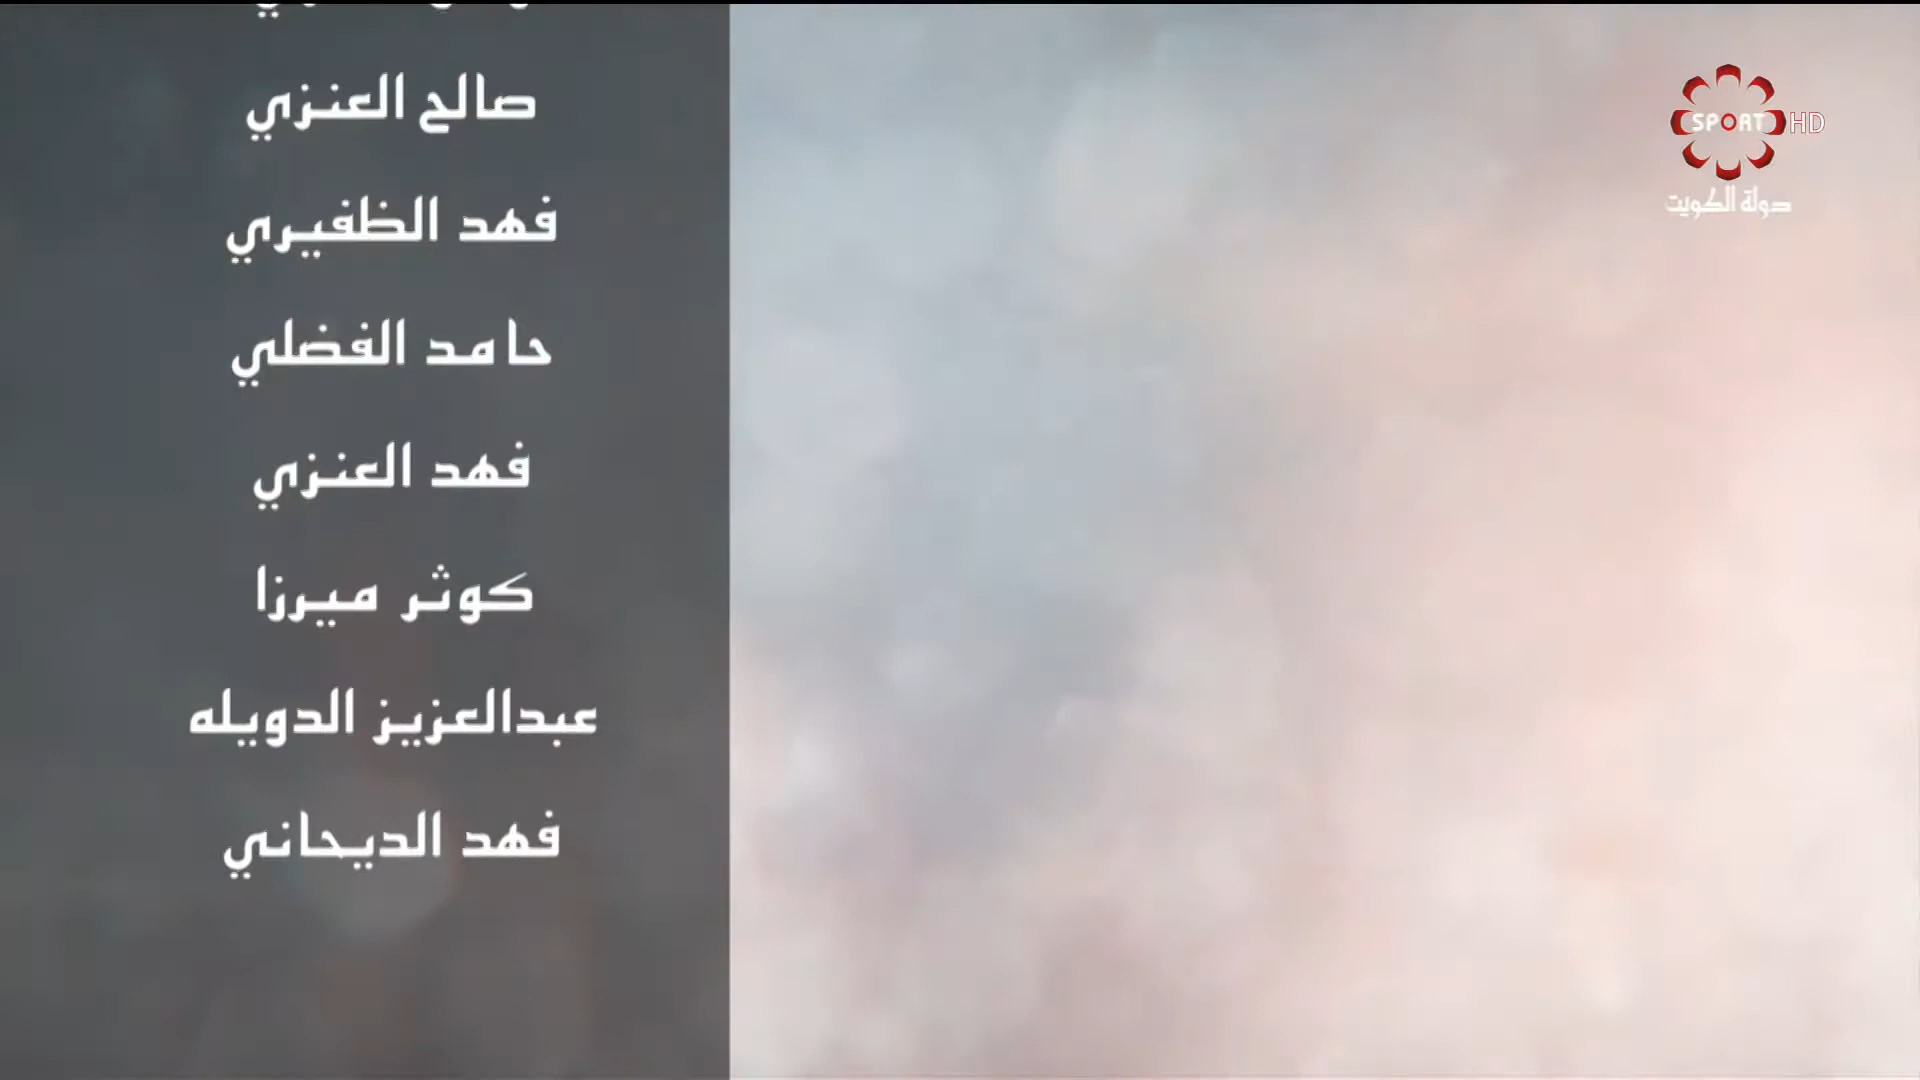 صالح العنزي
فهد الظفيري
حامد الفضلي
فهد العنزي
كوثر ميرزا
عبدالعزيز الدويله
فهد الديحاني
SPORT HD
دولة الكويت